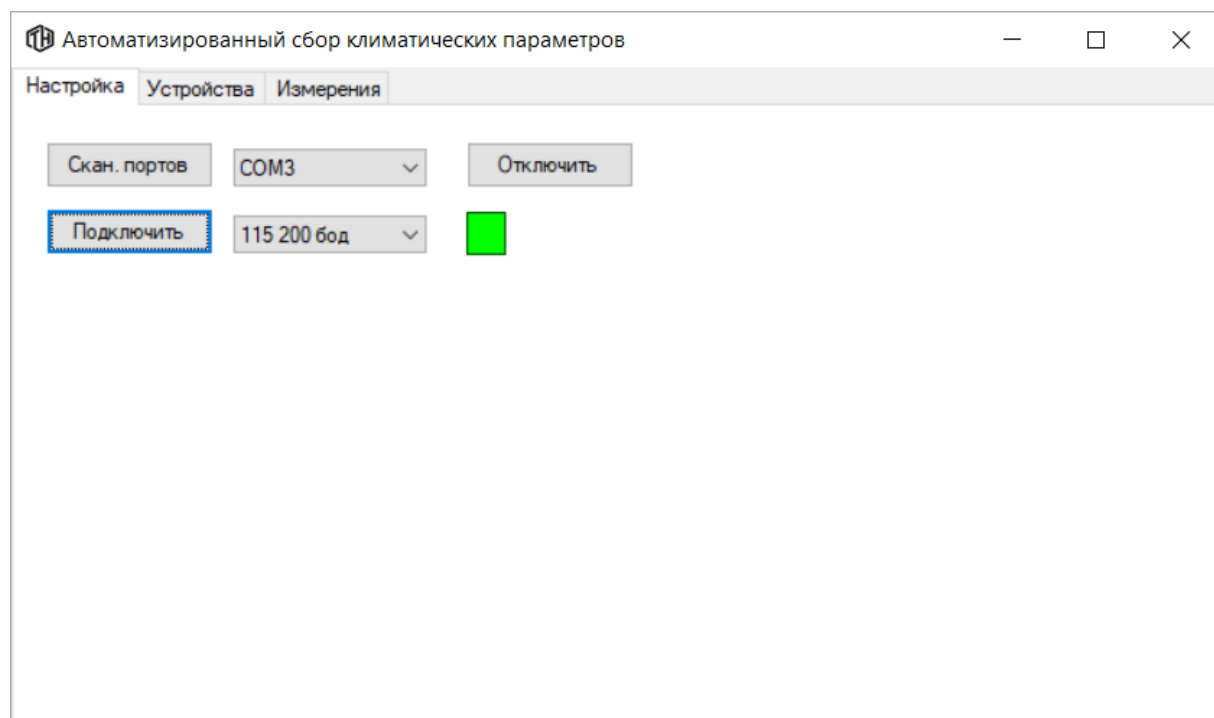 Автоматизированный сбор климатических параметров
Настройка Устройства Измерения
Скан. портов COM3 Отключить
Подключить 115 200 бод